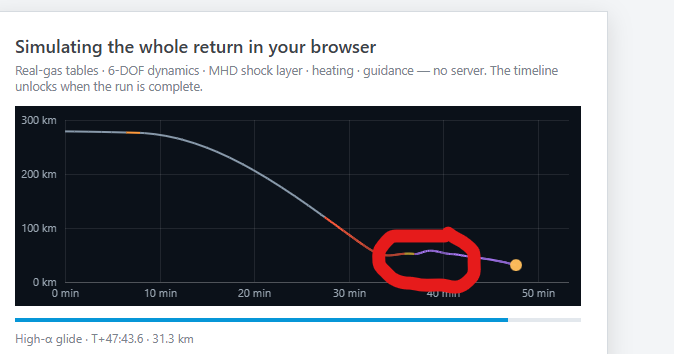 Simulating the whole return in your browser
Real-gas tables · 6-DOF dynamics · MHD shock layer · heating · guidance — no server. The timeline
unlocks when the run is complete.
300 km
200 km
100 km
0 km
0 min 10 min 20 min 30 min 40 min 50 min
High-α glide · T+47:43.6 · 31.3 km